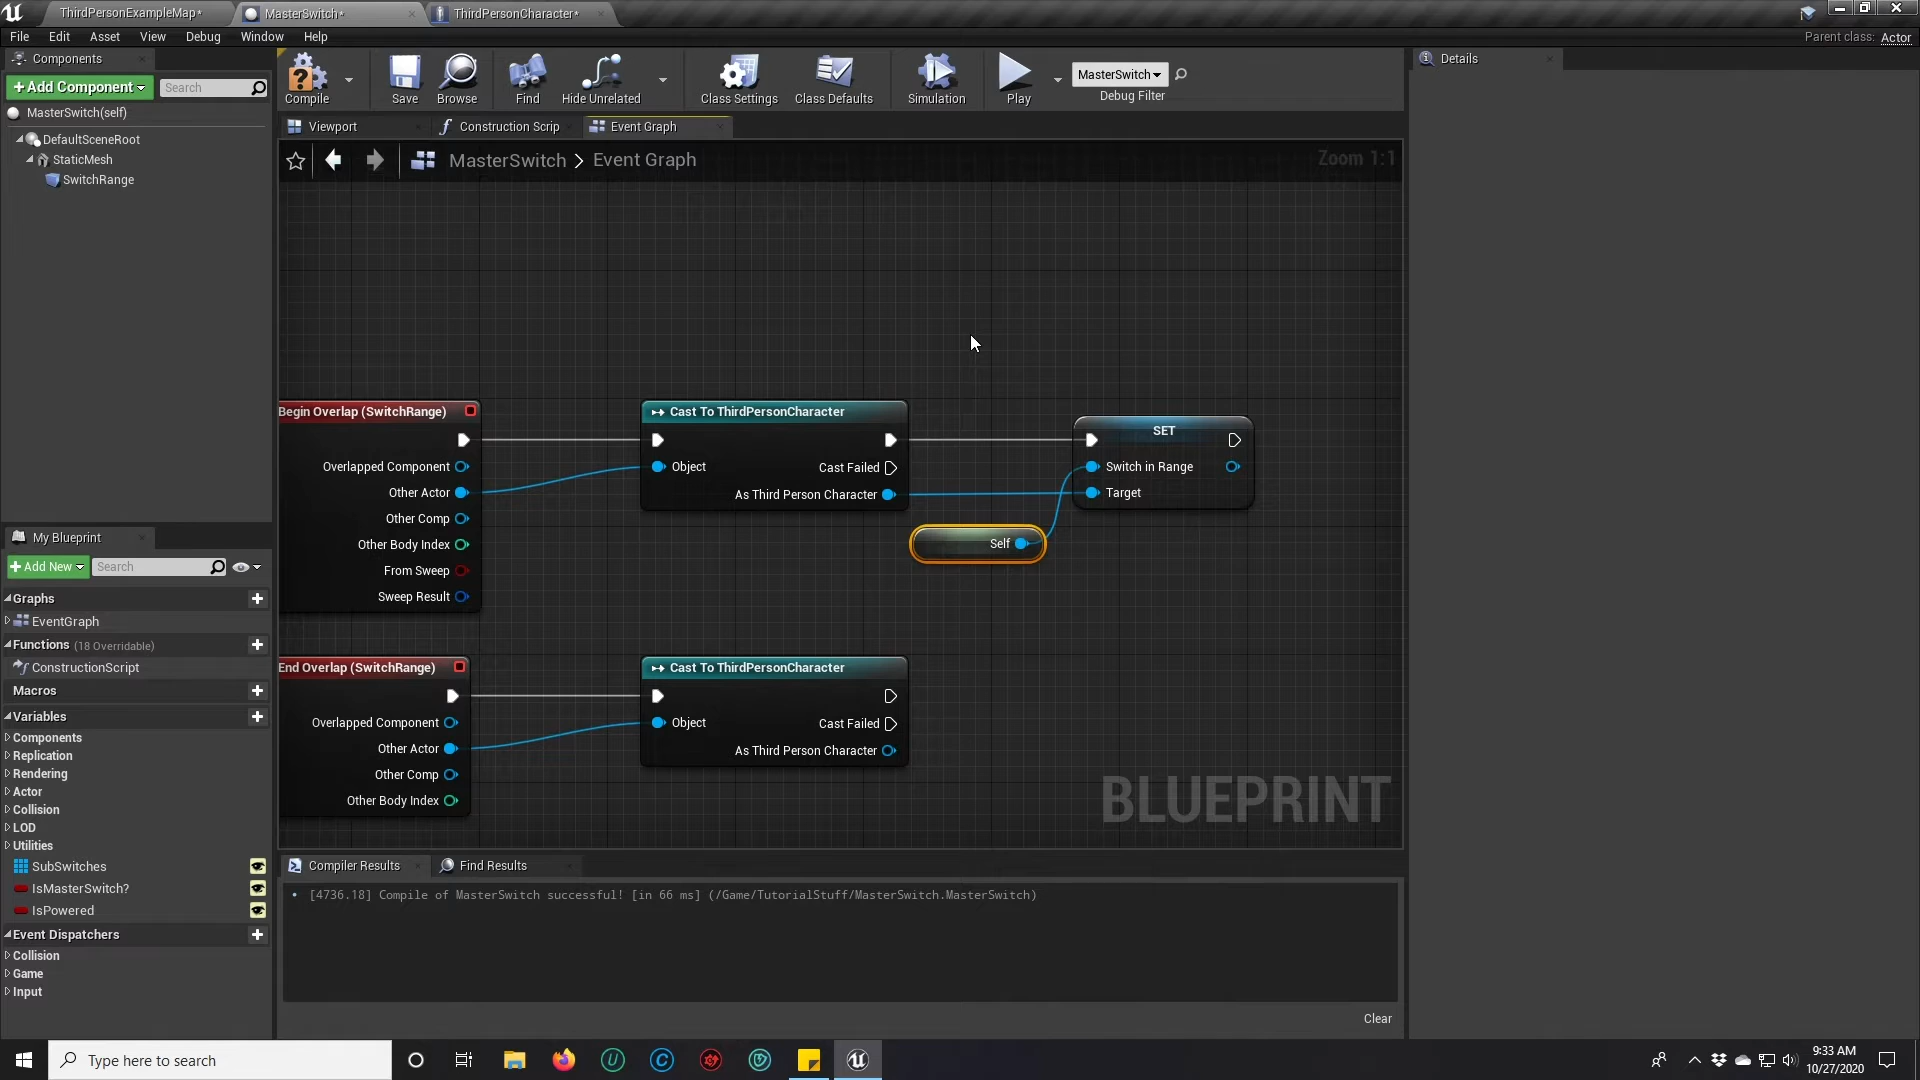 ThirdPersonExampleMap*
MasterSwitch*
ThirdPersonCharacter*
File Edit Asset View Debug Window Help
Parent class: Actor
Components
+Add Component
Search
MasterSwitch(self)
DefaultSceneRoot
StaticMesh
SwitchRange
Compile
Save
Browse
Find
Hide Unrelated
Class Settings
Class Defaults
Simulation
Play
MasterSwitch
Debug Filter
Details
Viewport
Construction Scrip
Event Graph
MasterSwitch > Event Graph
Zoom 1:1
Begin Overlap (SwitchRange)
Overlapped Component
Other Actor
Other Comp
Other Body Index
From Sweep
Sweep Result
Cast To ThirdPersonCharacter
Object
Cast Failed
As Third Person Character
SET
Switch in Range
Target
Self
End Overlap (SwitchRange)
Overlapped Component
Other Actor
Other Comp
Other Body Index
Cast To ThirdPersonCharacter
Object
Cast Failed
As Third Person Character
BLUEPRINT
My Blueprint
+Add New
Search
Graphs
EventGraph
Functions (18 Overridable)
ConstructionScript
Macros
Variables
Components
Replication
Rendering
Actor
Collision
LOD
Utilities
SubSwitches
IsMasterSwitch?
IsPowered
Event Dispatchers
Collision
Game
Input
Compiler Results
Find Results
[4736.18] Compile of MasterSwitch successful! [in 66 ms] (/Game/TutorialStuff/MasterSwitch.MasterSwitch)
Clear
Type here to search
9:33 AM
10/27/2020